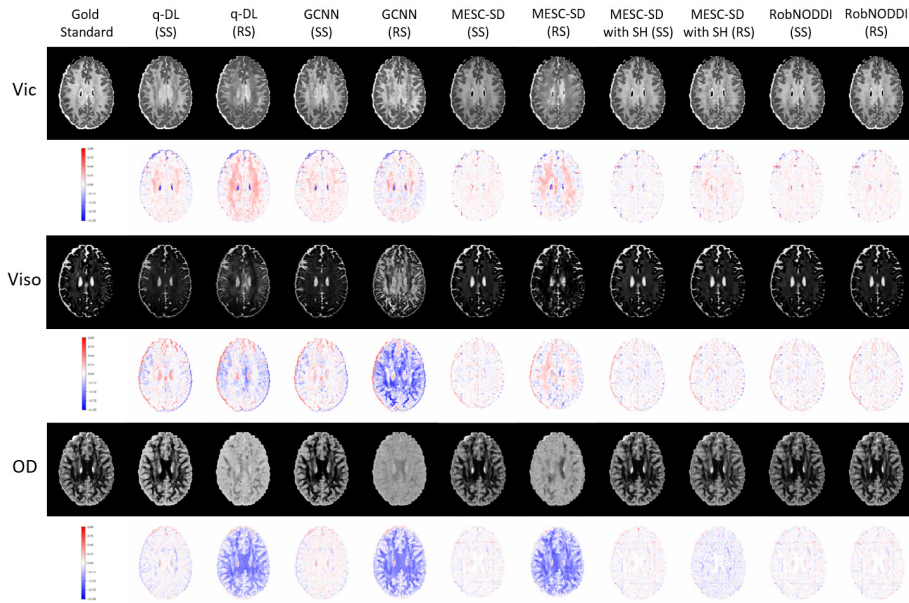 Gold Standard
q-DL (SS)
q-DL (RS)
GCNN (SS)
GCNN (RS)
MESC-SD (SS)
MESC-SD (RS)
MESC-SD with SH (SS)
MESC-SD with SH (RS)
RobNODDI (SS)
RobNODDI (RS)
Vic
Viso
OD